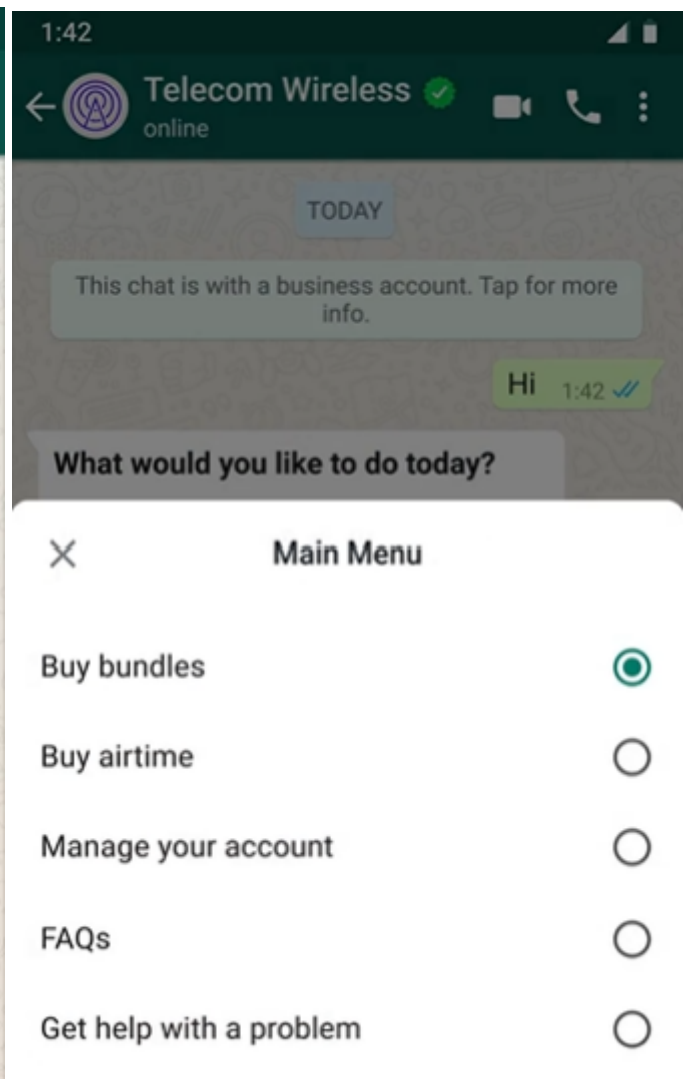 1:42
Telecom Wireless
online
TODAY
This chat is with a business account. Tap for more
info.
Hi 1:42
What would you like to do today?
Main Menu
Buy bundles
Buy airtime
Manage your account
FAQs
Get help with a problem